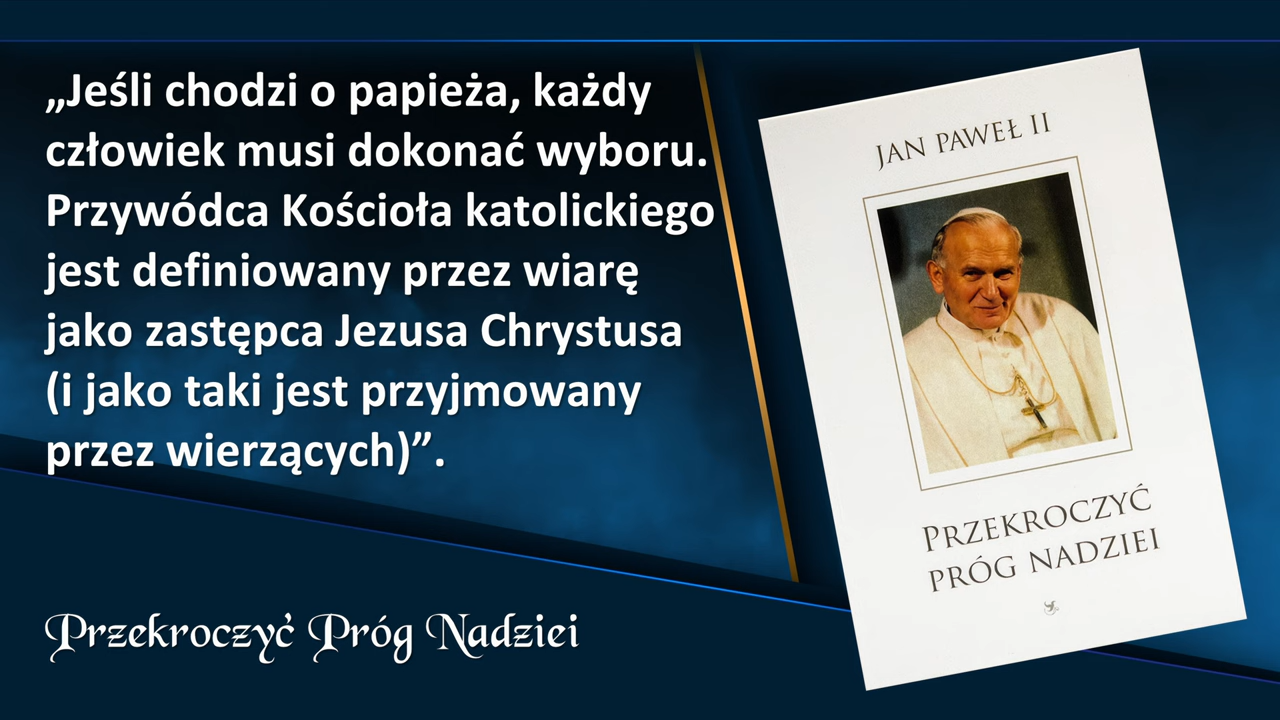 „Jeśli chodzi o papieża, każdy
człowiek musi dokonać wyboru.
Przywódca Kościoła katolickiego
jest definiowany przez wiarę
jako zastępca Jezusa Chrystusa
(i jako taki jest przyjmowany
przez wierzących)”.
Przekroczyć Próg Nadziei
JAN PAWEŁ II
PRZEKROCZYĆ
PRÓG NADZIEI